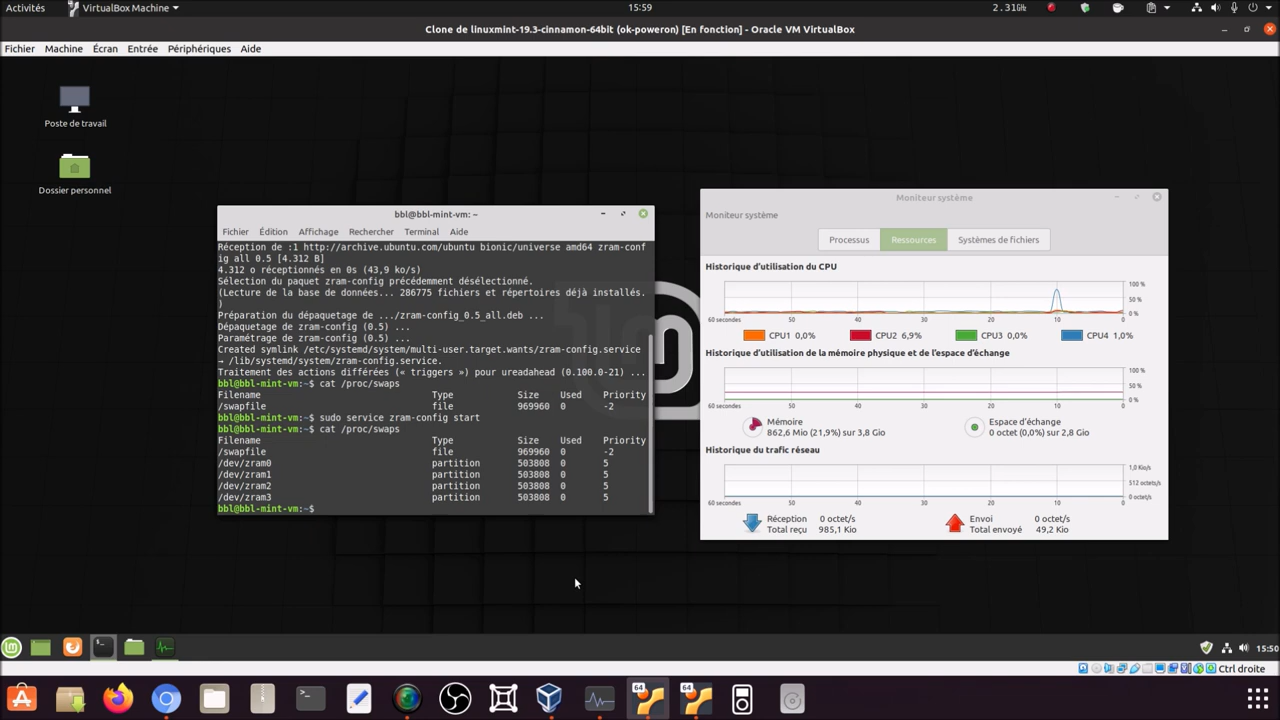 Activités
VirtualBox Machine
15:59
2.31GHz
Clone de linuxmint-19.3-cinnamon-64bit (ok-poweron) [En fonction] - Oracle VM VirtualBox
Fichier Machine Écran Entrée Périphériques Aide
Poste de travail
Dossier personnel
bbl@bbl-mint-vm: ~
Fichier Édition Affichage Rechercher Terminal Aide
Réception de :1 http://archive.ubuntu.com/ubuntu bionic/universe amd64 zram-conf
ig all 0.5 [4.312 B]
4.312 o réceptionnés en 0s (43,9 ko/s)
Sélection du paquet zram-config précédemment désélectionné.
(Lecture de la base de données... 286775 fichiers et répertoires déjà installés.
)
Préparation du dépaquetage de .../zram-config_0.5_all.deb ...
Dépaquetage de zram-config (0.5) ...
Paramétrage de zram-config (0.5) ...
Created symlink /etc/systemd/system/multi-user.target.wants/zram-config.service
→ /lib/systemd/system/zram-config.service.
Traitement des actions différées (« triggers ») pour ureadahead (0.100.0-21) ...
bbl@bbl-mint-vm:~$ cat /proc/swaps
Filename Type Size Used Priority
/swapfile file 969960 0 -2
bbl@bbl-mint-vm:~$ sudo service zram-config start
bbl@bbl-mint-vm:~$ cat /proc/swaps
Filename Type Size Used Priority
/swapfile file 969960 0 -2
/dev/zram0 partition 503808 0 5
/dev/zram1 partition 503808 0 5
/dev/zram2 partition 503808 0 5
/dev/zram3 partition 503808 0 5
bbl@bbl-mint-vm:~$
Moniteur système
Moniteur système
Processus Ressources Systèmes de fichiers
Historique d'utilisation du CPU
100 %
50 %
0 %
60 secondes 50 40 30 20 10 0
CPU1 0,0% CPU2 6,9% CPU3 0,0% CPU4 1,0%
Historique d'utilisation de la mémoire physique et de l'espace d'échange
100 %
50 %
0 %
60 secondes 50 40 30 20 10 0
Mémoire
862,6 Mio (21,9%) sur 3,8 Gio
Espace d'échange
0 octet (0,0%) sur 2,8 Gio
Historique du trafic réseau
1,0 Kio/s
512 octet/s
0 octet/s
60 secondes 50 40 30 20 10 0
Réception 0 octet/s
Total reçu 985,1 Kio
Envoi 0 octet/s
Total envoyé 49,2 Kio
15:50
Ctrl droite
64
64